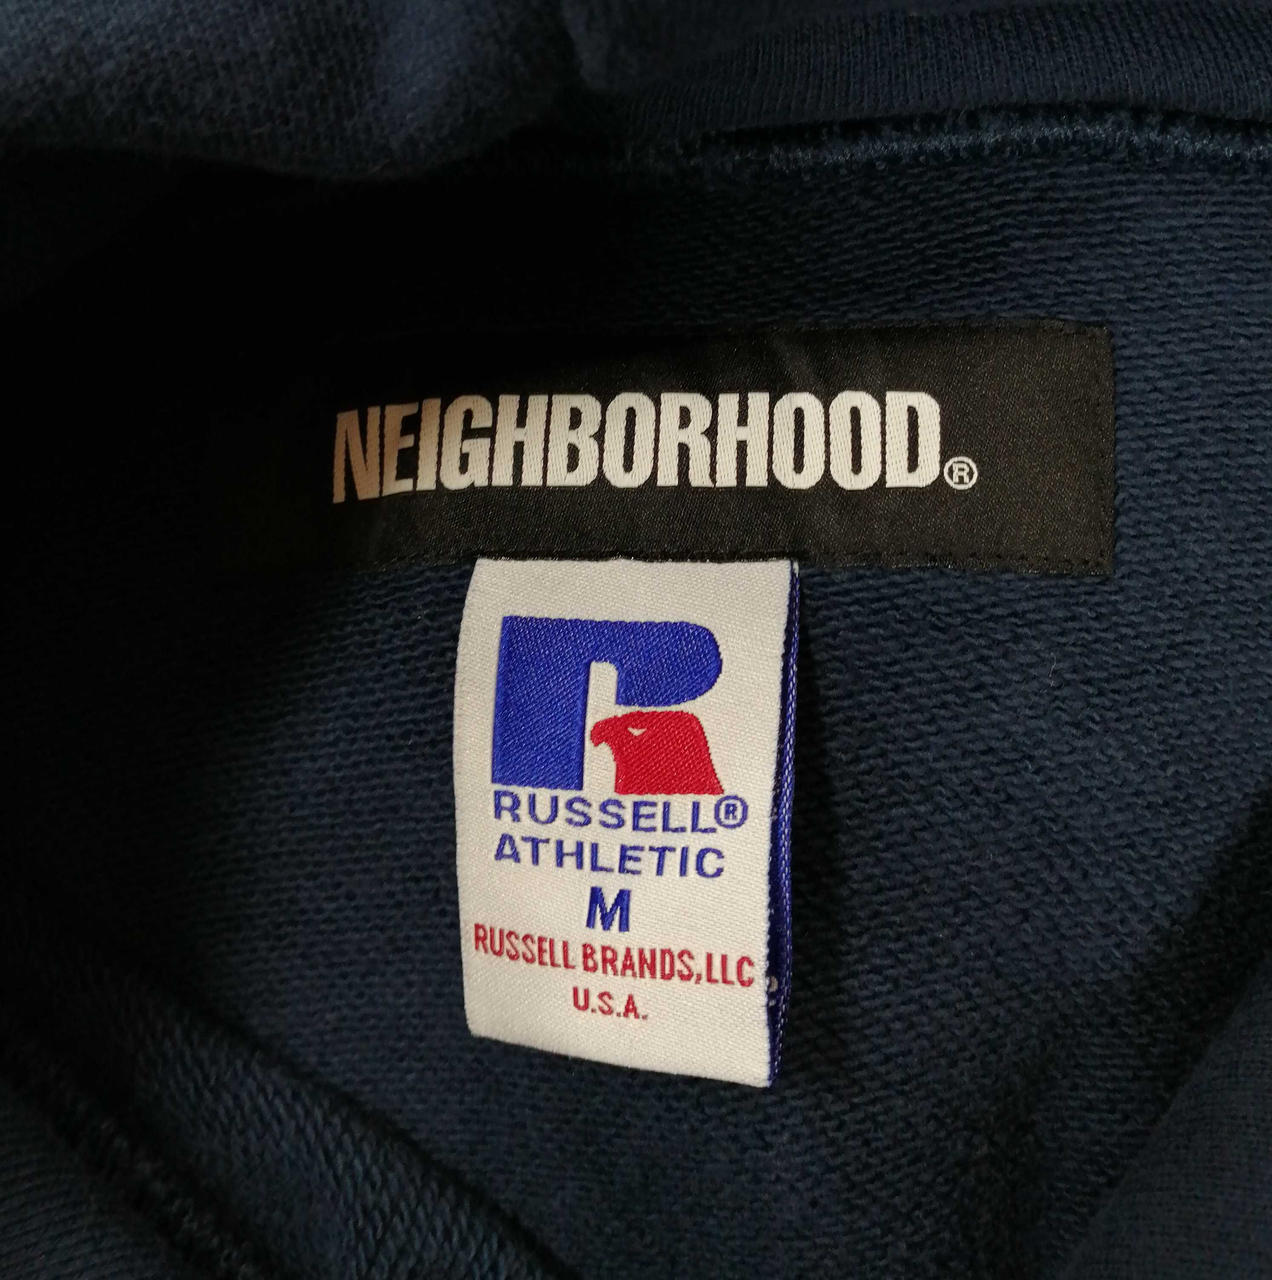 NEIGHBORHOOD®
RUSSELL®
ATHLETIC
M
RUSSELL BRANDS, LLC
U.S.A.